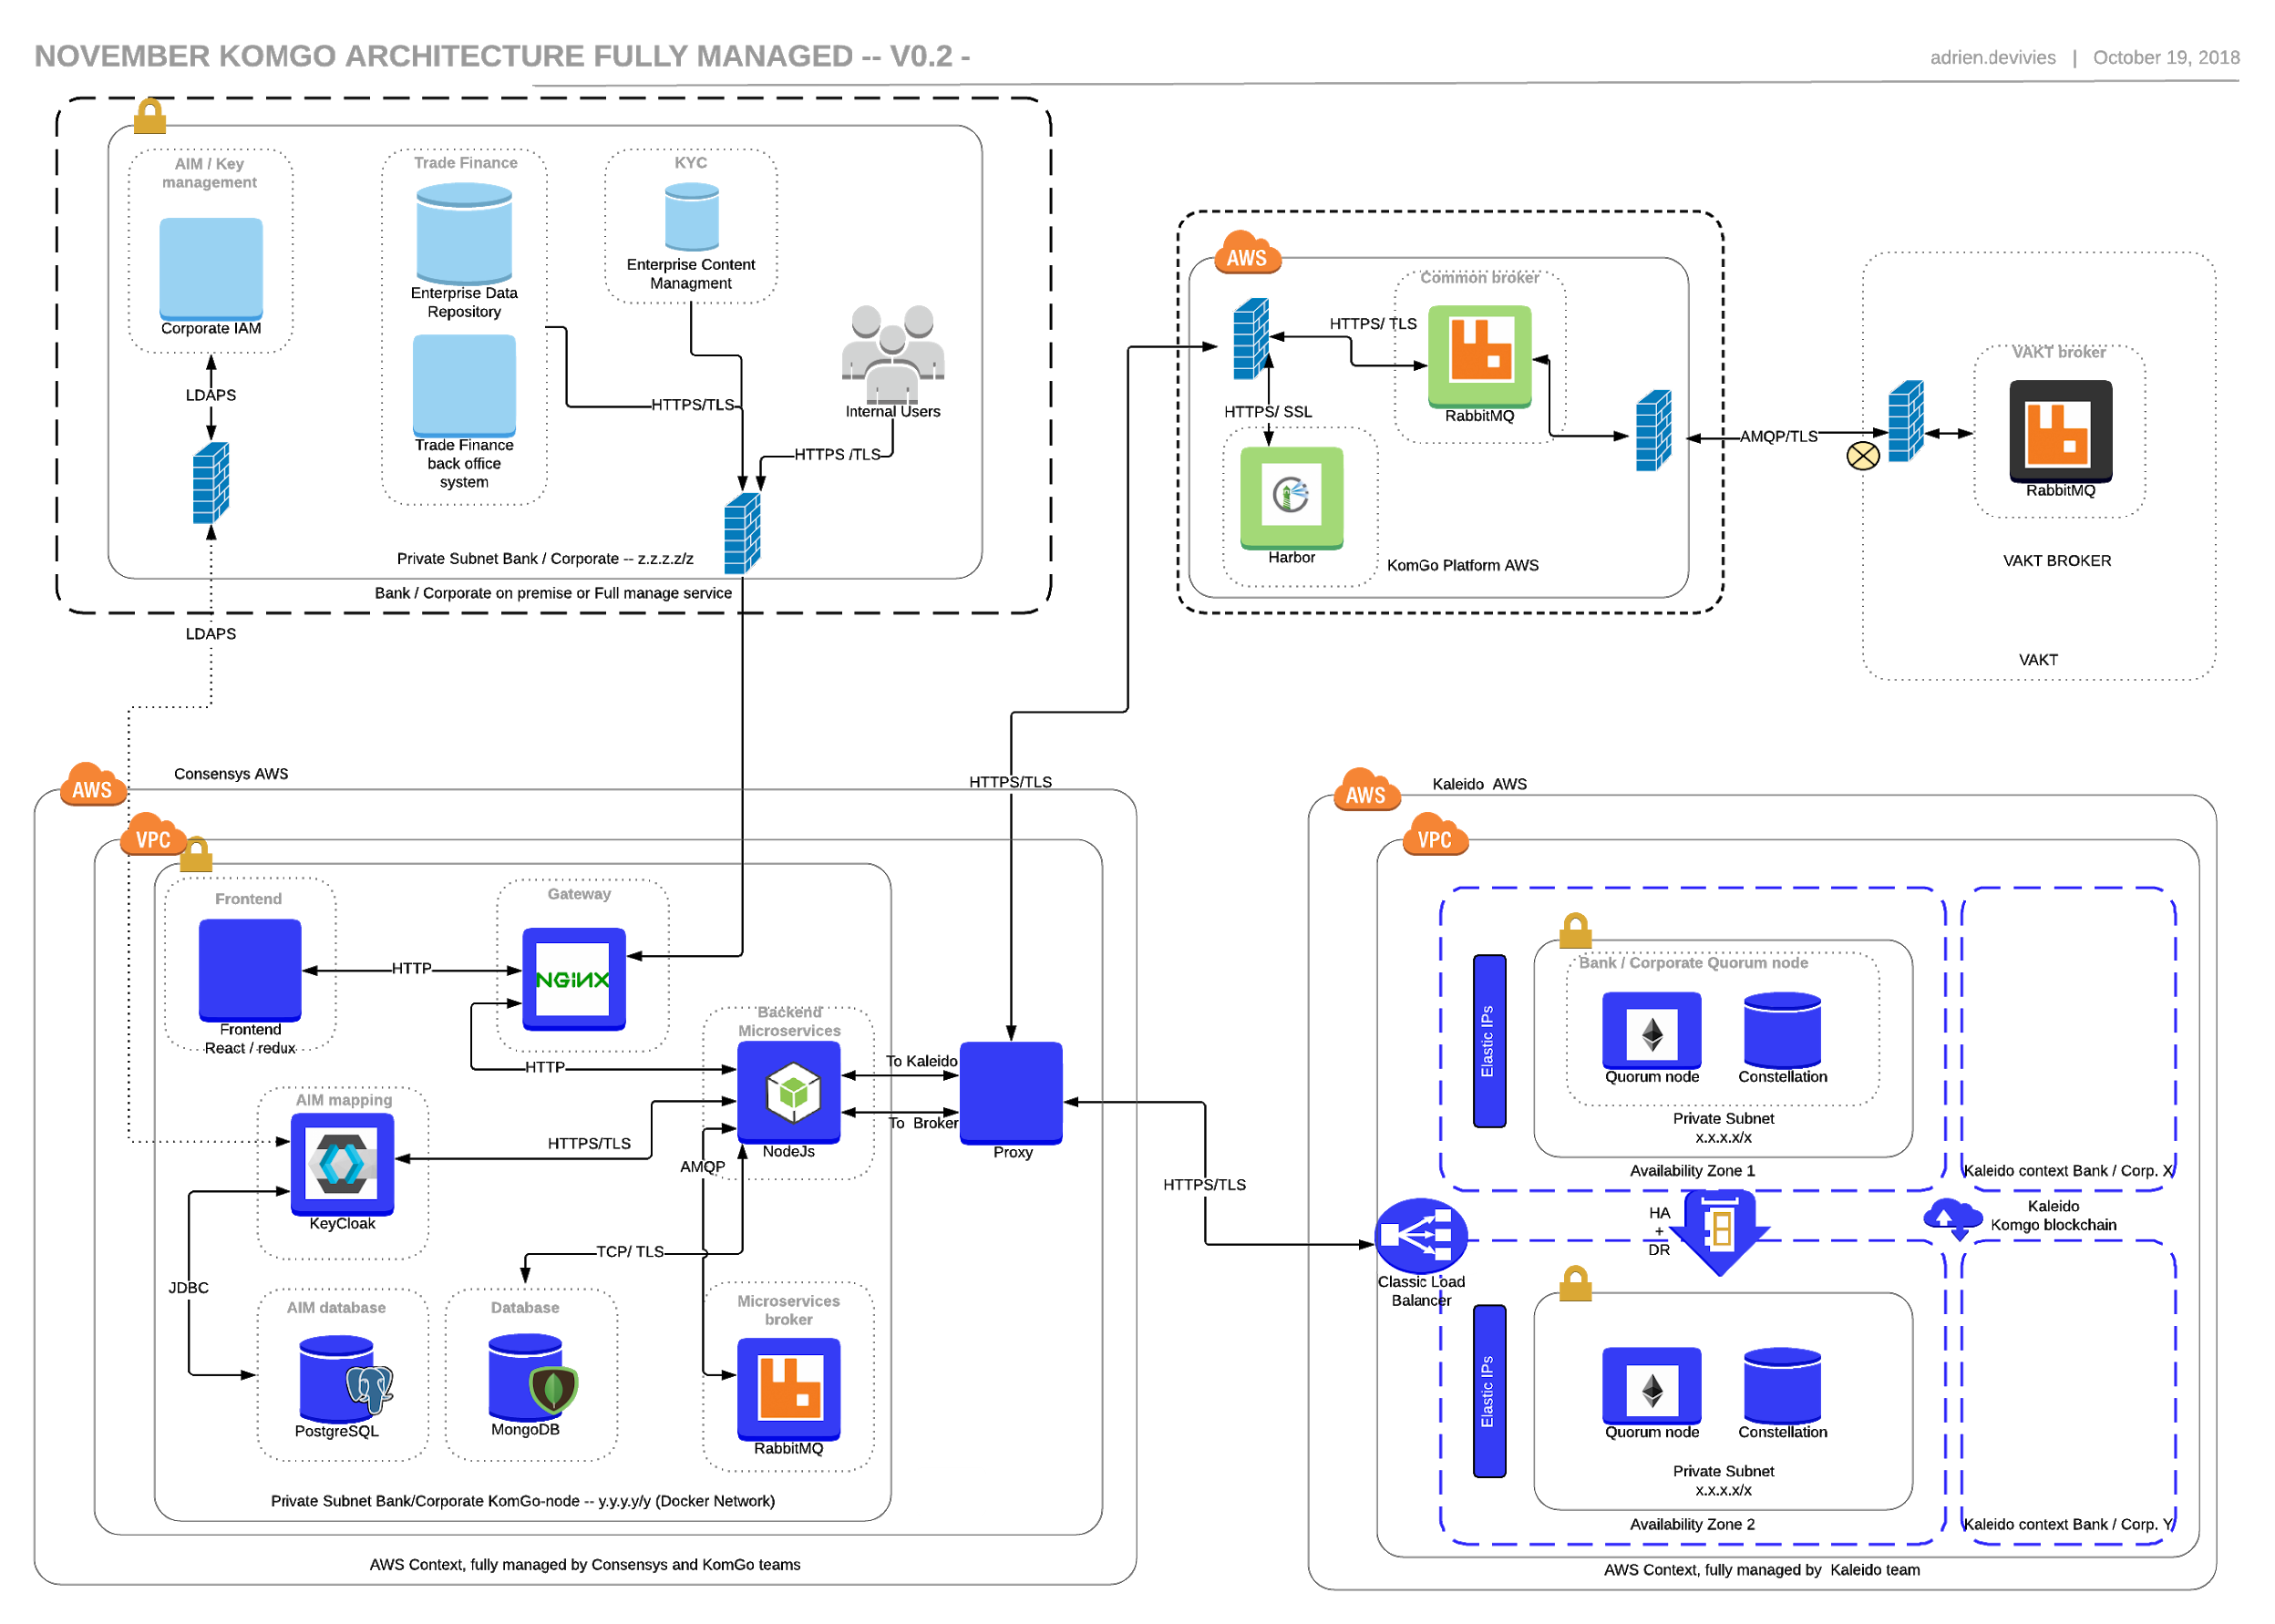 NOVEMBER KOMGO ARCHITECTURE FULLY MANAGED -- V0.2 -
adrien.devivies | October 19, 2018
AIM / Key
management
Corporate IAM
LDAPS
Trade Finance
Enterprise Data
Repository
Trade Finance
back office
system
KYC
Enterprise Content
Managment
HTTPS/TLS
Internal Users
HTTPS /TLS
Private Subnet Bank / Corporate -- z.z.z.z/z
Bank / Corporate on premise or Full manage service
LDAPS
AWS
HTTPS/ TLS
Common broker
RabbitMQ
HTTPS/ SSL
Harbor
KomGo Platform AWS
AMQP/TLS
VAKT broker
RabbitMQ
VAKT BROKER
VAKT
HTTPS/TLS
AWS
Consensys AWS
VPC
Frontend
Frontend
React / redux
HTTP
Gateway
NGINX
HTTP
Backend
Microservices
NodeJs
To Kaleido
To Broker
Proxy
AIM mapping
KeyCloak
HTTPS/TLS
AMQP
TCP/ TLS
JDBC
AIM database
PostgreSQL
Database
MongoDB
Microservices
broker
RabbitMQ
Private Subnet Bank/Corporate KomGo-node -- y.y.y.y/y (Docker Network)
AWS Context, fully managed by Consensys and KomGo teams
HTTPS/TLS
AWS
Kaleido AWS
VPC
Elastic IPs
Bank / Corporate Quorum node
Quorum node
Constellation
Private Subnet
x.x.x.x/x
Availability Zone 1
Kaleido context Bank / Corp. X
Classic Load
Balancer
HA
+
DR
Kaleido
Komgo blockchain
Elastic IPs
Quorum node
Constellation
Private Subnet
x.x.x.x/x
Availability Zone 2
Kaleido context Bank / Corp. Y
AWS Context, fully managed by Kaleido team